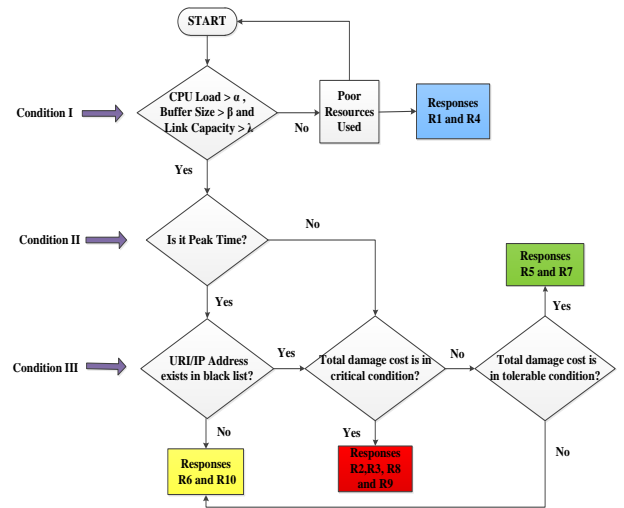 START
CPU Load > α ,
Buffer Size > β and
Link Capacity > λ
Condition I
No
Poor
Resources
Used
Responses
R1 and R4
Yes
Condition II
Is it Peak Time?
No
Responses
R5 and R7
Yes
Yes
Condition III
URI/IP Address
exists in black list?
Yes
Total damage cost is in
critical condition?
No
Total damage cost is
in tolerable condition?
No
Yes
No
Responses
R6 and R10
Responses
R2,R3, R8
and R9